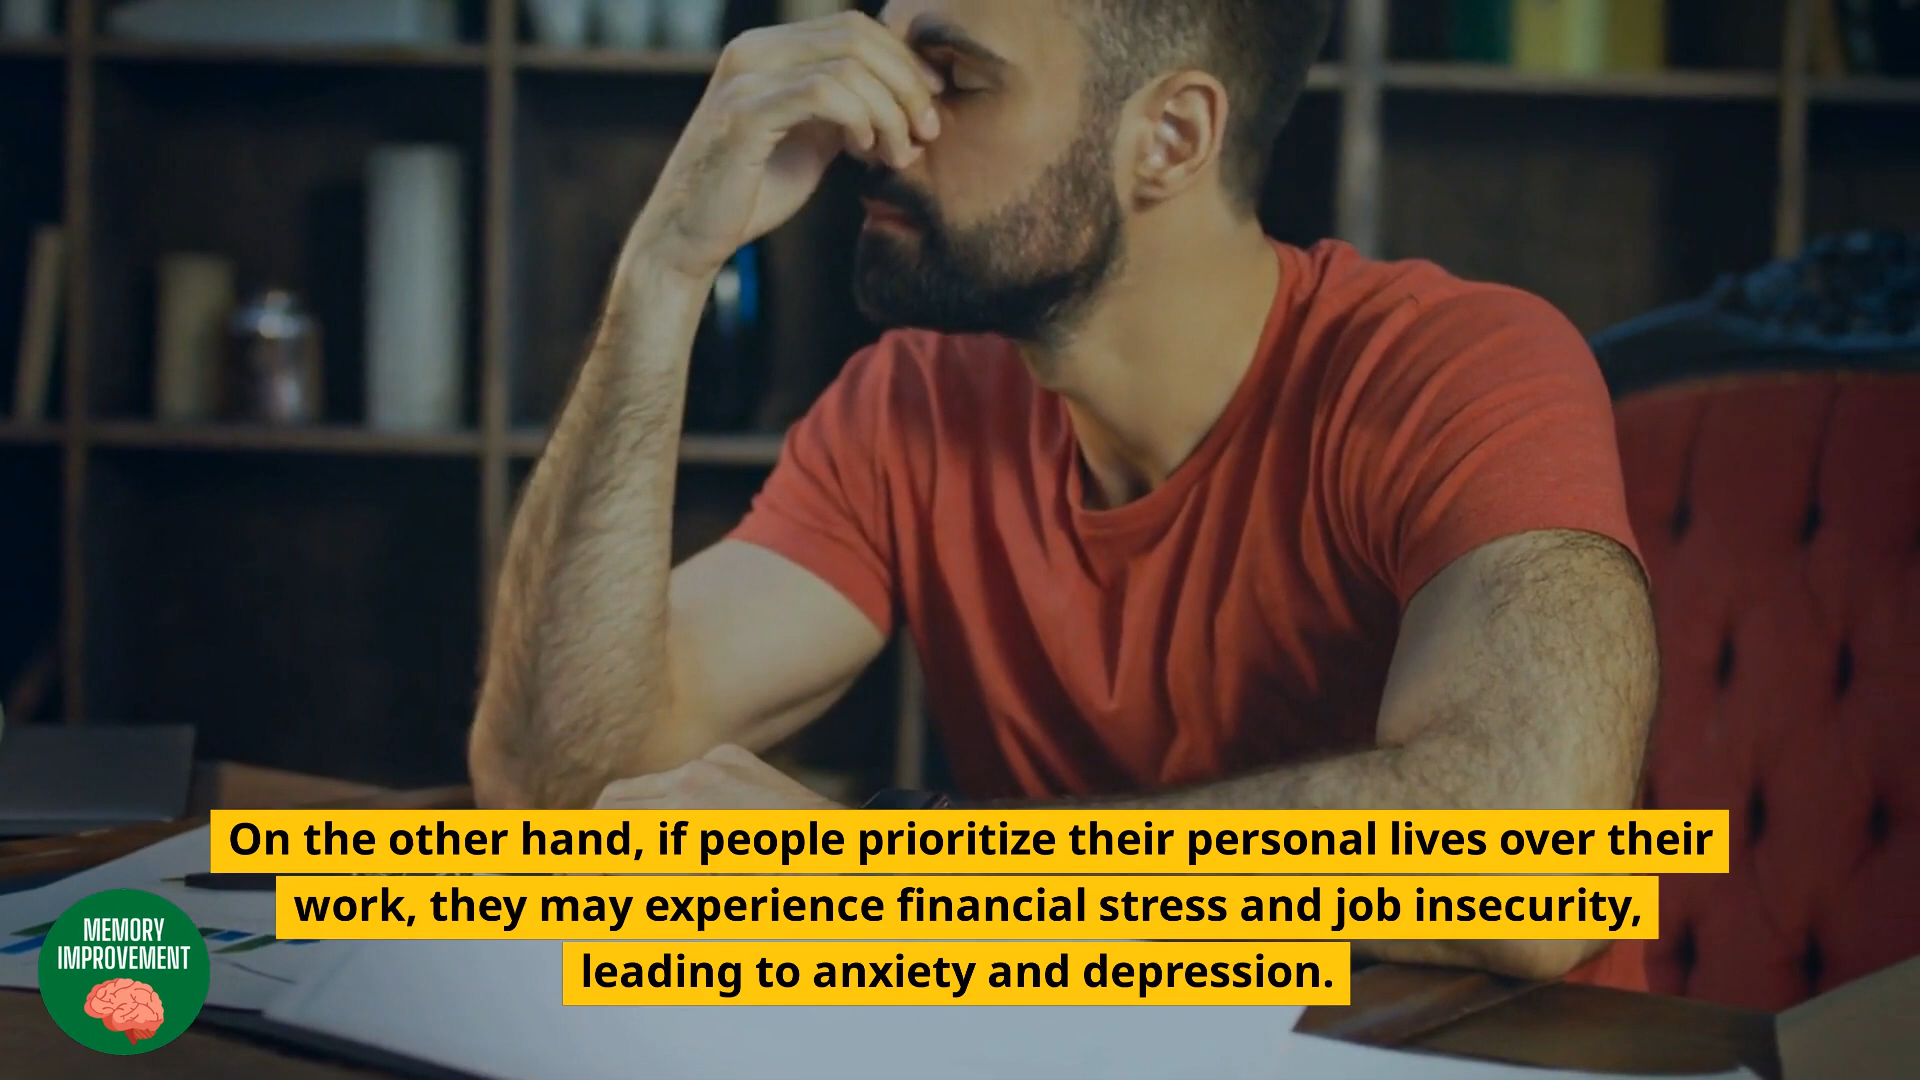 On the other hand, if people prioritize their personal lives over their
work, they may experience financial stress and job insecurity,
leading to anxiety and depression.
MEMORY
IMPROVEMENT